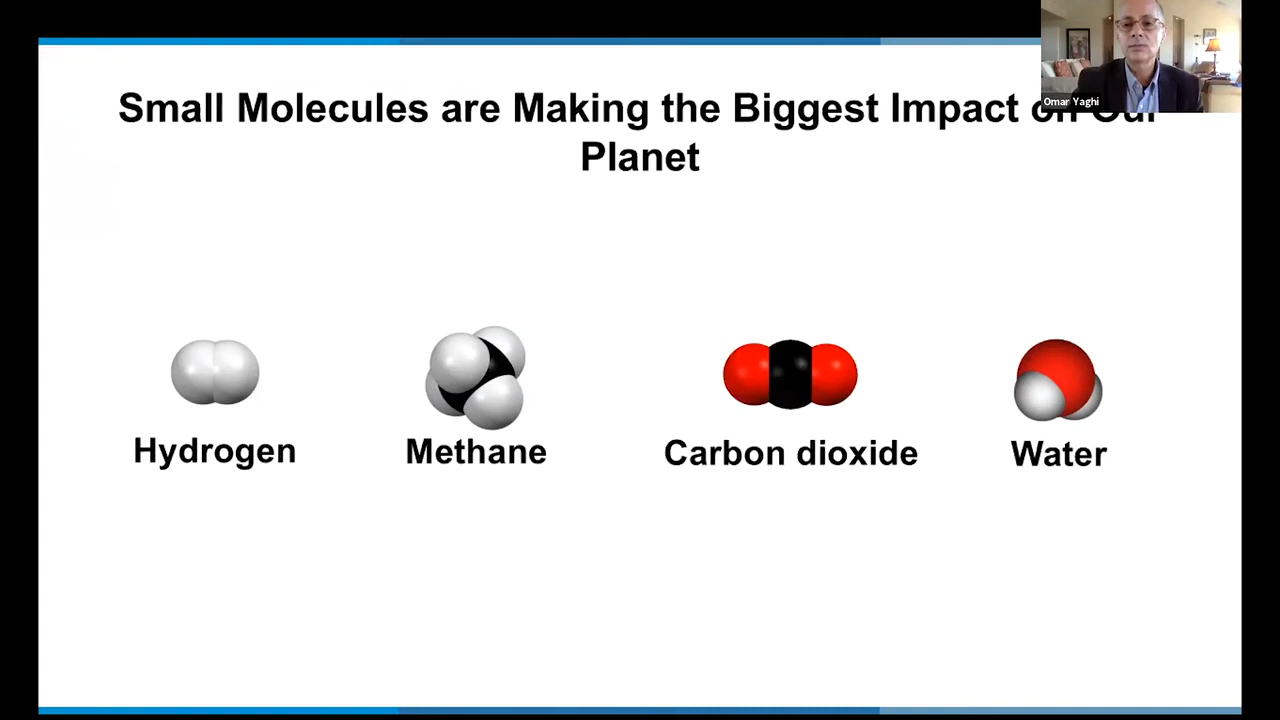 Small Molecules are Making the Biggest Impact on Our
Planet
Omar Yaghi
Hydrogen
Methane
Carbon dioxide
Water